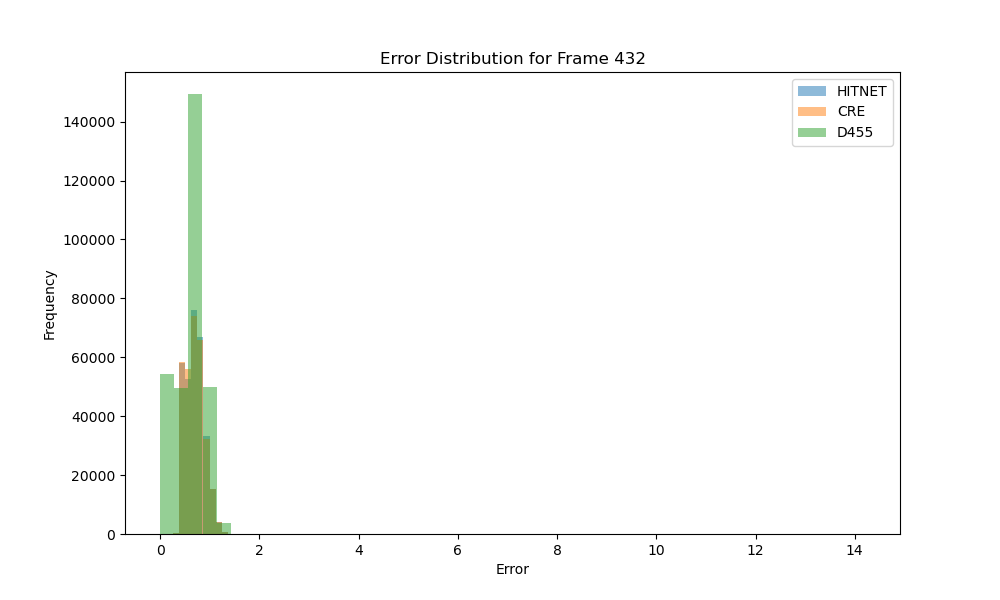 Error Distribution for Frame 432
HITNET
CRE
D455
140000
120000
100000
80000
60000
40000
20000
0
Frequency
0 2 4 6 8 10 12 14
Error